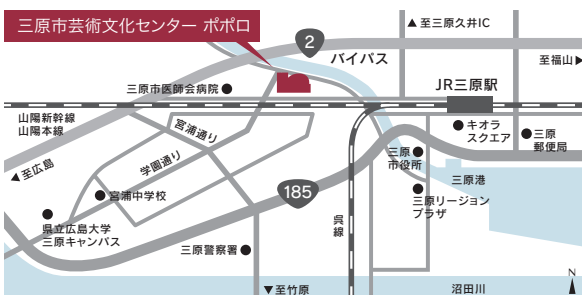 三原市芸術文化センター ポポロ
2
バイパス
▲至三原久井IC
至福山▶
JR三原駅
三原市医師会病院
山陽新幹線
山陽本線
宮浦通り
学園通り
◀至広島
キオラ
スクエア
三原
郵便局
三原
市役所
三原港
三原リージョン
プラザ
185
宮浦中学校
県立広島大学
三原キャンパス
呉線
三原警察署
▼至竹原
沼田川
N